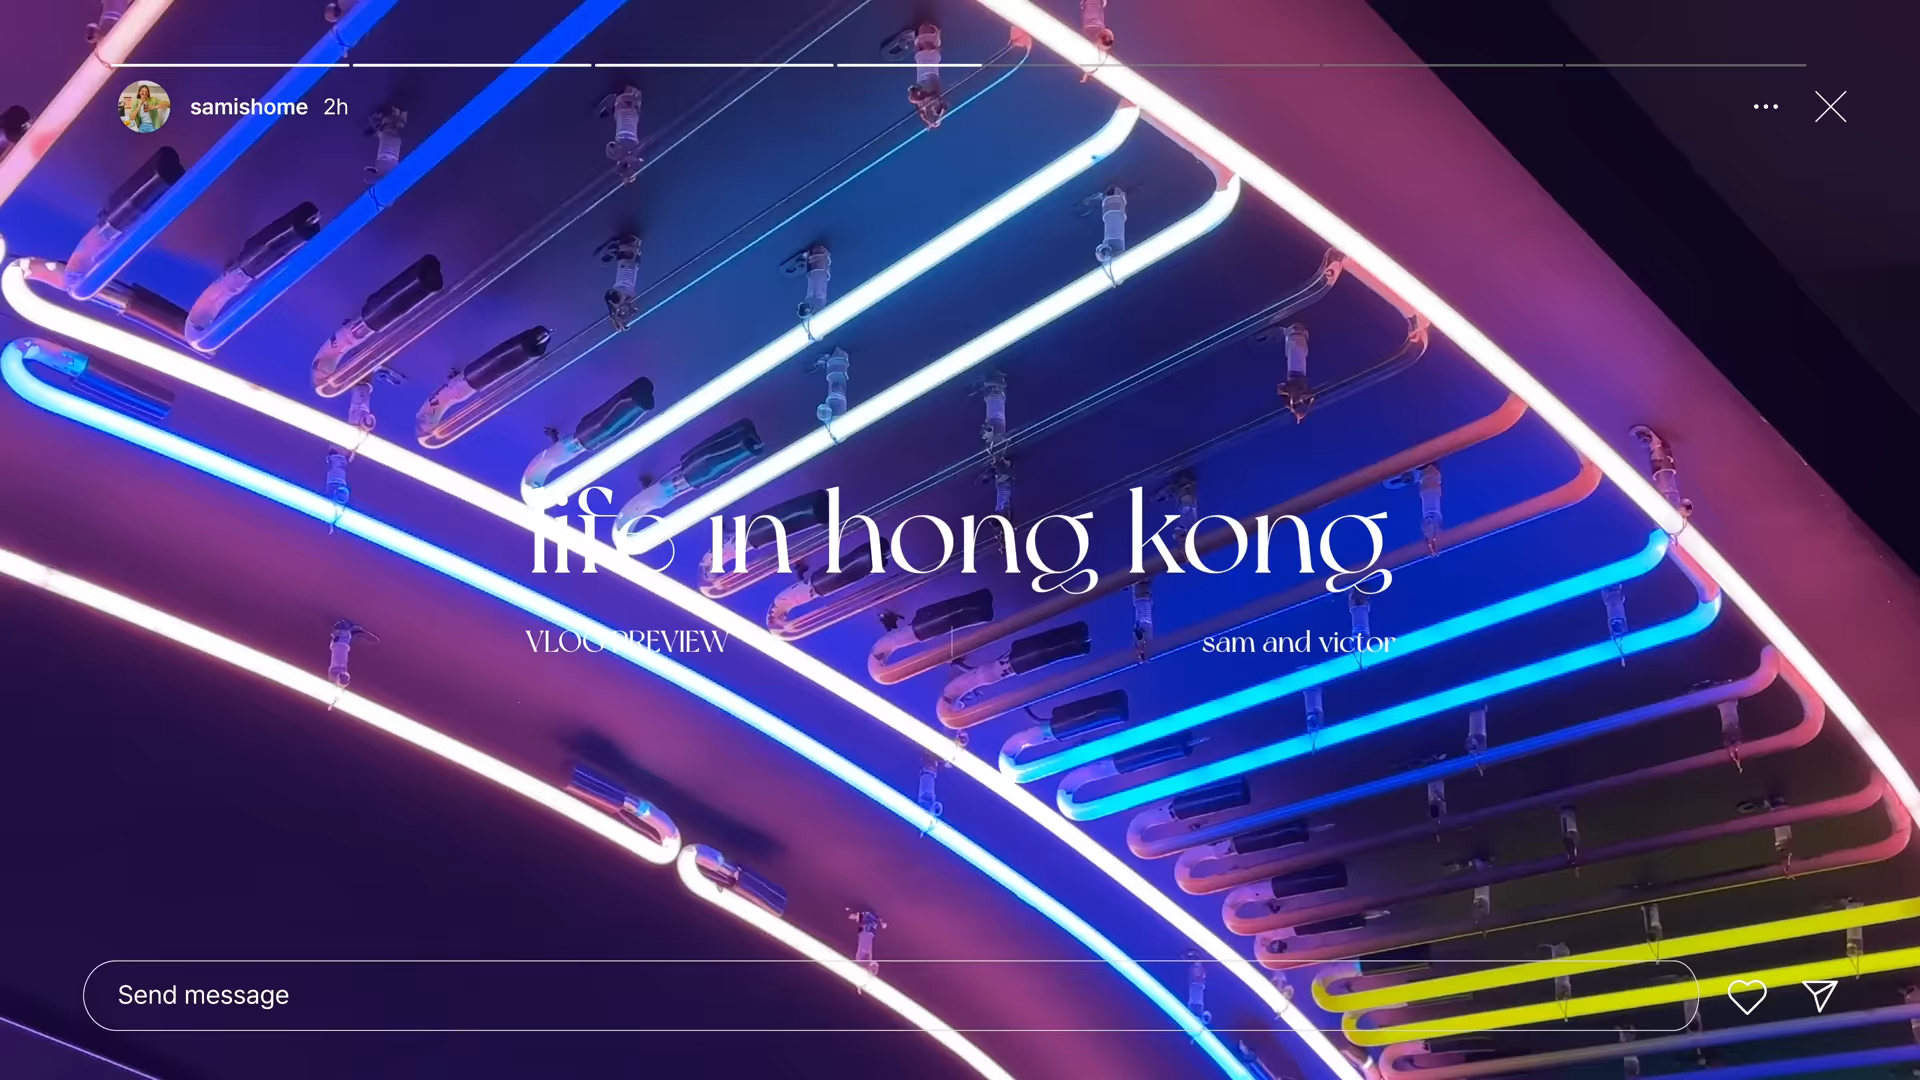 samishome 2h
life in hong kong
VLOG PREVIEW
sam and victor
Send message